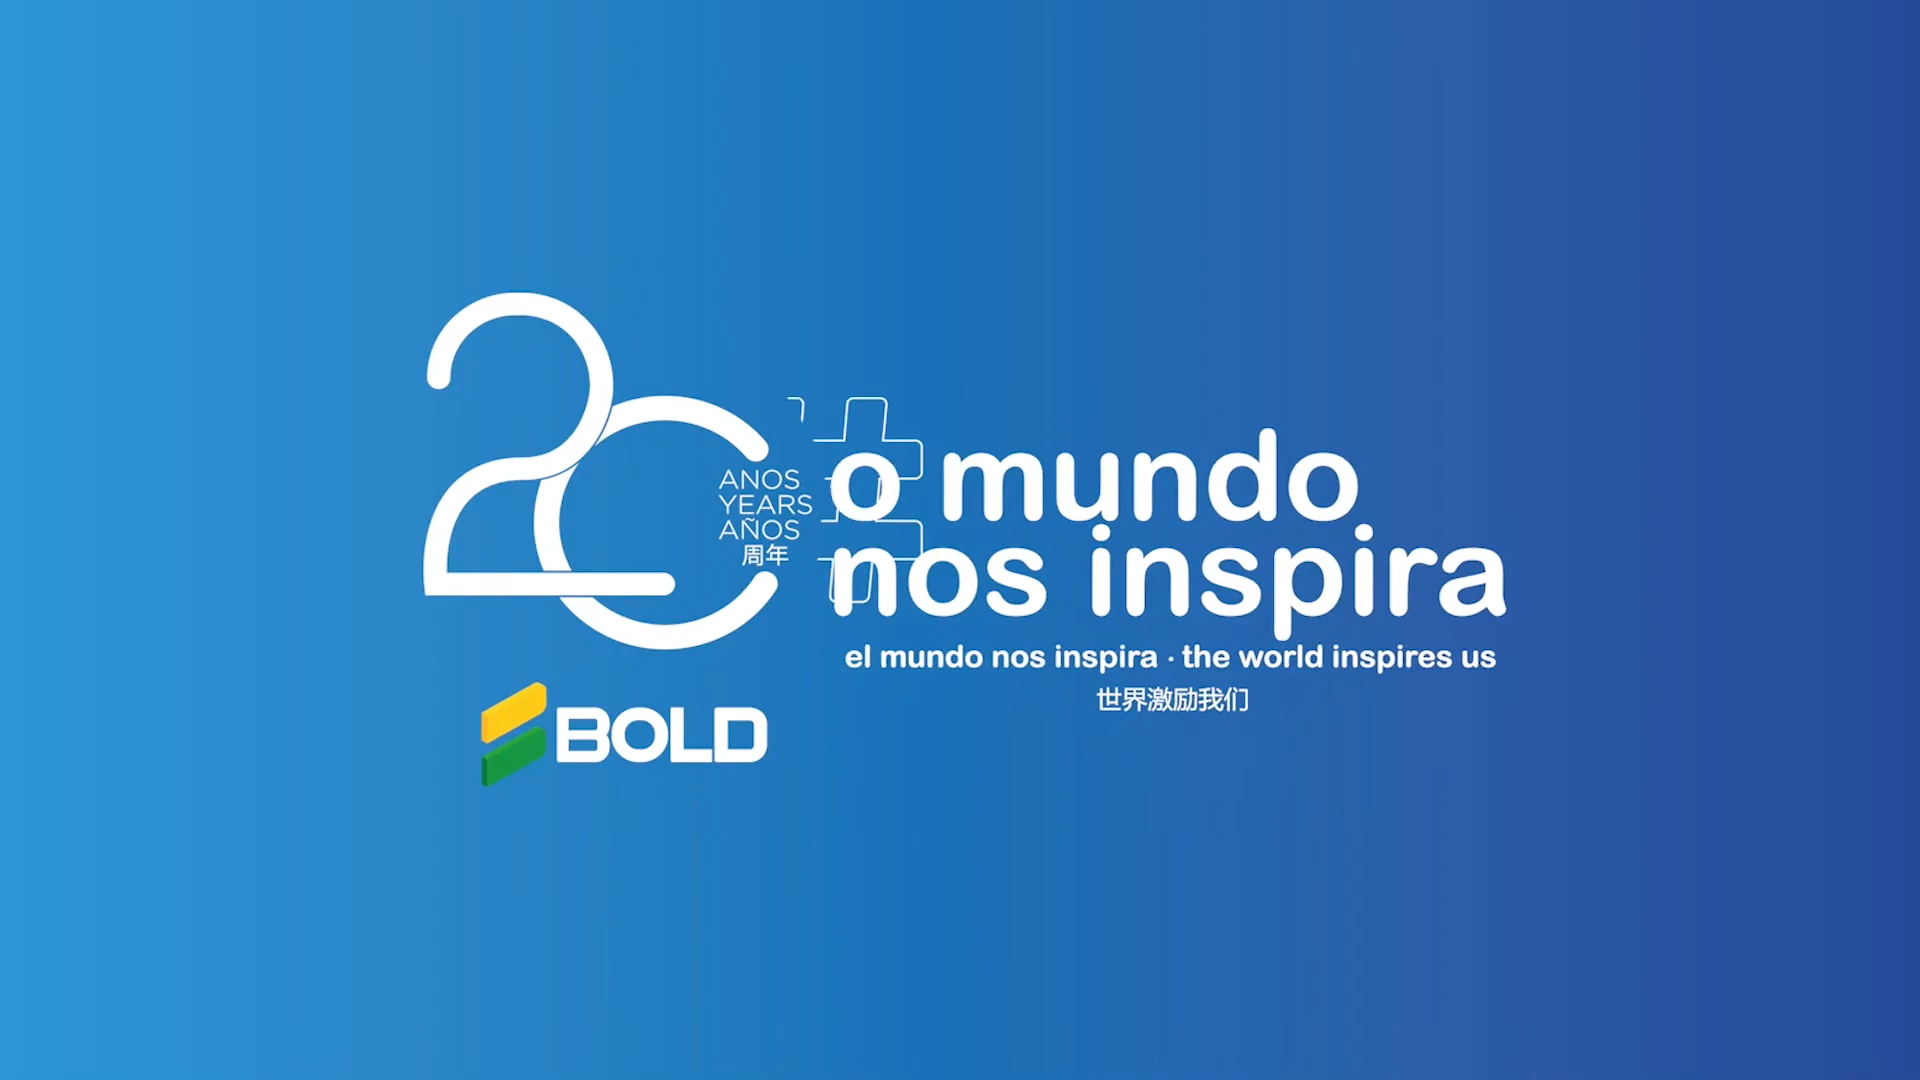 20
ANOS
YEARS
AÑOS
周年
o mundo
nos inspira
el mundo nos inspira · the world inspires us
世界激励我们
BOLD